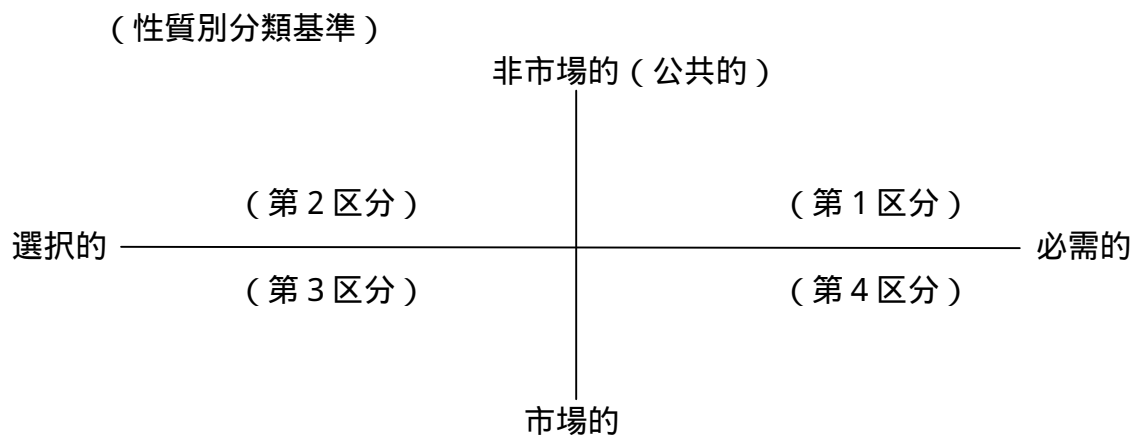 （性質別分類基準）
非市場的（公共的）
（第２区分）　（第１区分）
選択的　必需的
（第３区分）　（第４区分）
市場的